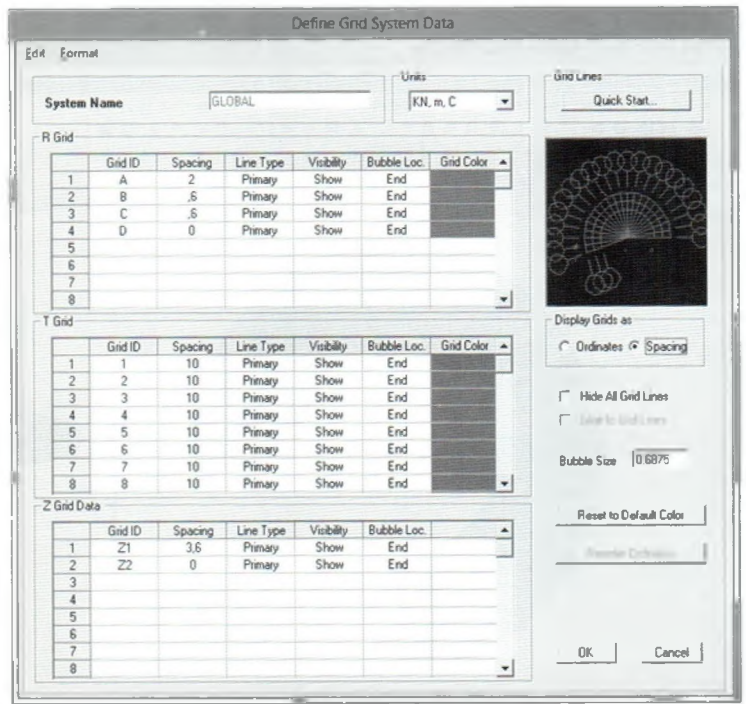 Define Grid System Data
Edit Format
System Name GLOBAL
Units
KN, m, C
Grid Lines
Quick Start...
R Grid
Grid ID Spacing Line Type Visibility Bubble Loc. Grid Color
1 A 2 Primary Show End
2 B ,6 Primary Show End
3 C ,6 Primary Show End
4 D 0 Primary Show End
5
6
7
8
T Grid
Grid ID Spacing Line Type Visibility Bubble Loc. Grid Color
1 1 10 Primary Show End
2 2 10 Primary Show End
3 3 10 Primary Show End
4 4 10 Primary Show End
5 5 10 Primary Show End
6 6 10 Primary Show End
7 7 10 Primary Show End
8 8 10 Primary Show End
Z Grid Data
Grid ID Spacing Line Type Visibility Bubble Loc.
1 Z1 3,6 Primary Show End
2 Z2 0 Primary Show End
3
4
5
6
7
8
Display Grids as
Ordinates Spacing
Hide All Grid Lines
Bubble Size 0.6875
Reset to Default Color
OK Cancel